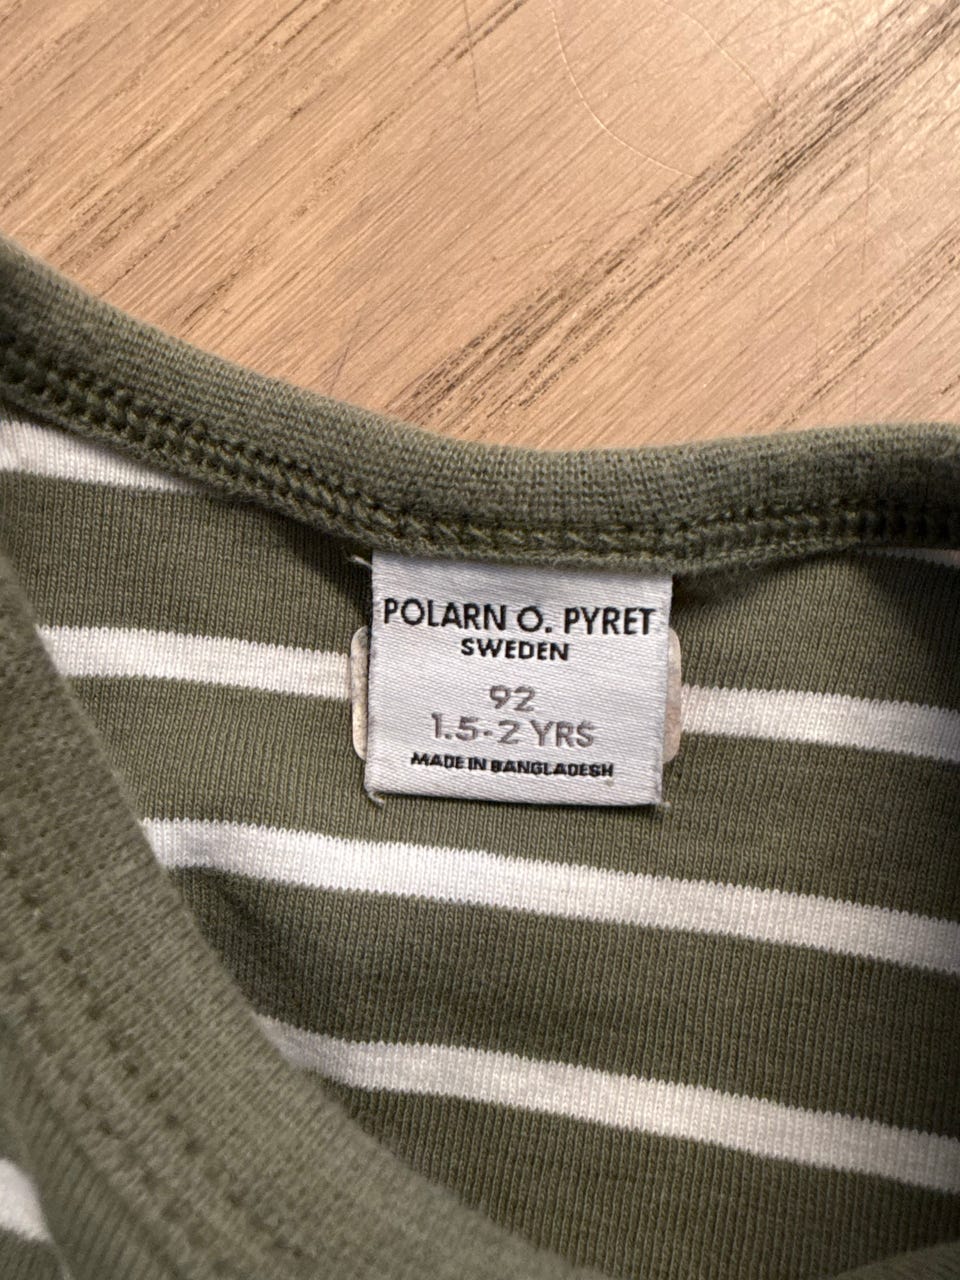 POLARN O. PYRET
SWEDEN
92
1.5-2 YRS
MADE IN BANGLADESH